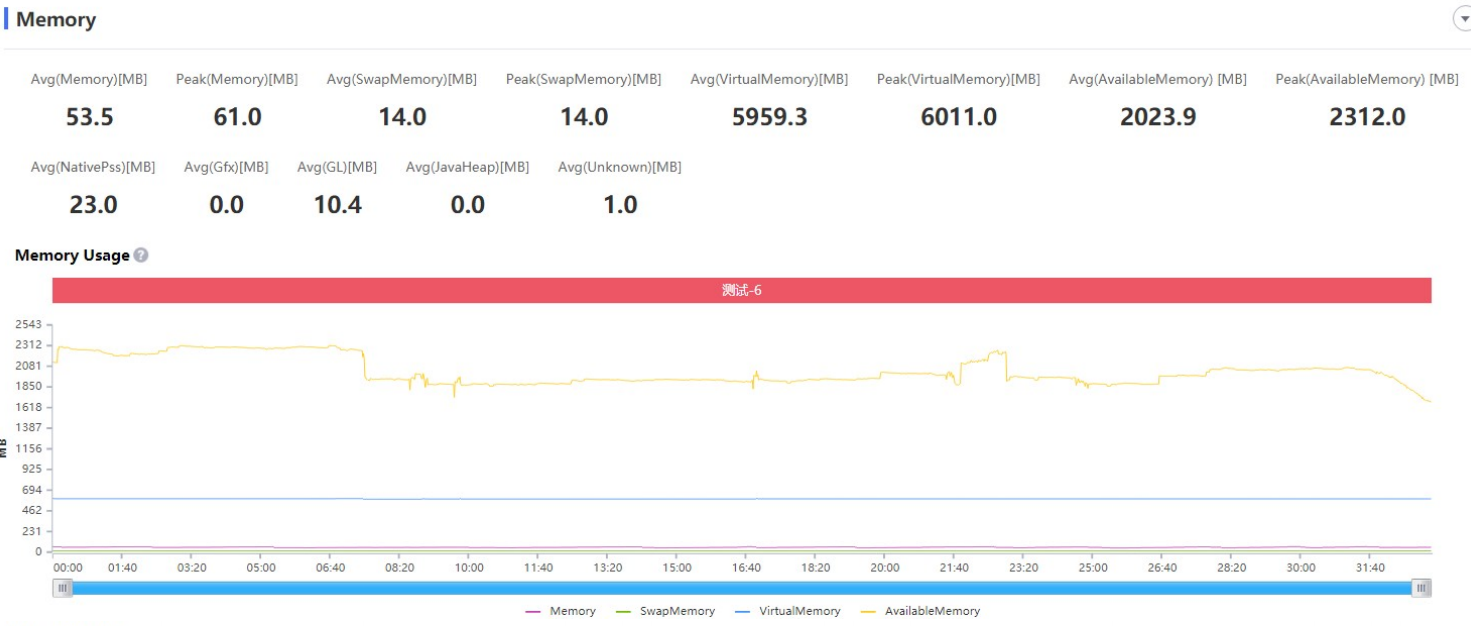 Memory
Avg(Memory)[MB] Peak(Memory)[MB] Avg(SwapMemory)[MB] Peak(SwapMemory)[MB] Avg(VirtualMemory)[MB] Peak(VirtualMemory)[MB] Avg(AvailableMemory) [MB] Peak(AvailableMemory) [MB]
53.5 61.0 14.0 14.0 5959.3 6011.0 2023.9 2312.0
Avg(NativePss)[MB] Avg(Gfx)[MB] Avg(GL)[MB] Avg(JavaHeap)[MB] Avg(Unknown)[MB]
23.0 0.0 10.4 0.0 1.0
Memory Usage ?
测试-6
2543
2312
2081
1850
1618
1387
1156
925
694
462
231
0
MB
00:00 01:40 03:20 05:00 06:40 08:20 10:00 11:40 13:20 15:00 16:40 18:20 20:00 21:40 23:20 25:00 26:40 28:20 30:00 31:40
Memory SwapMemory VirtualMemory AvailableMemory